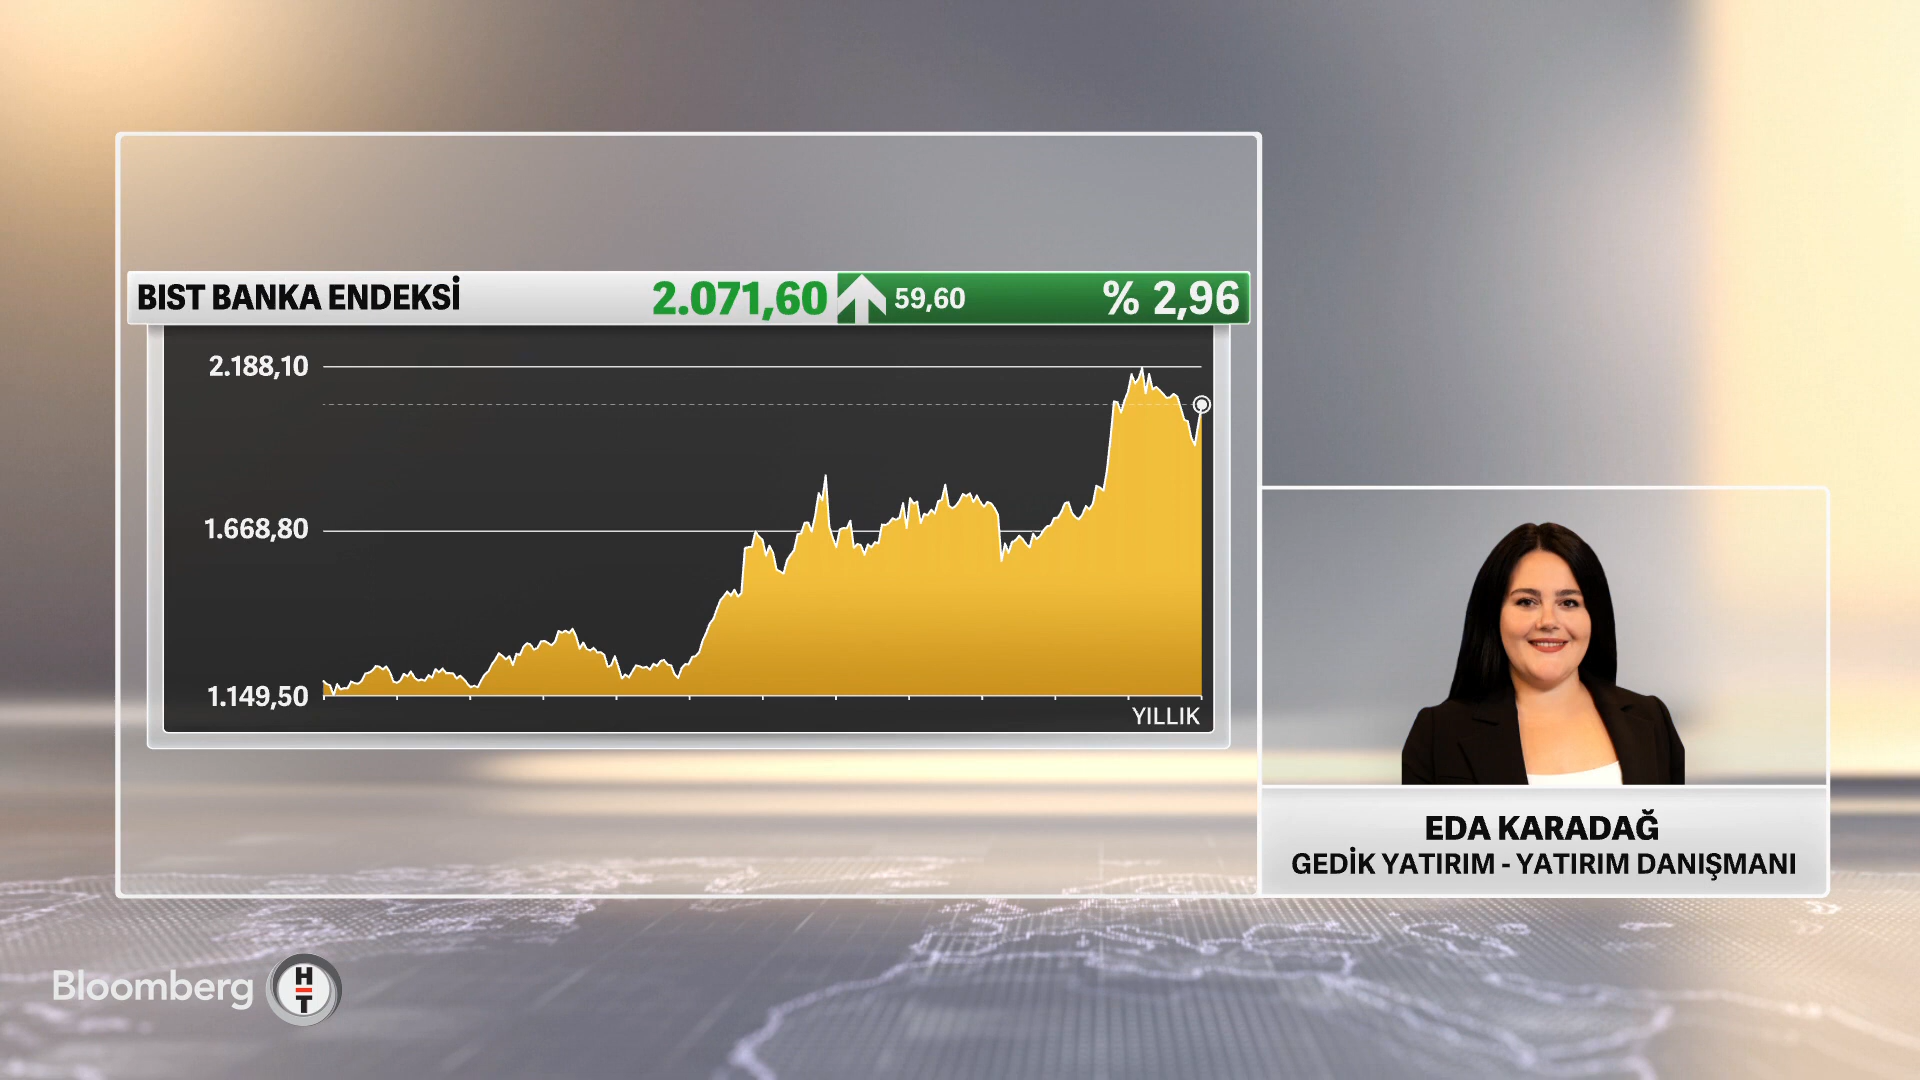 BIST BANKA ENDEKSİ 2.071,60 59,60 % 2,96
2.188,10
1.668,80
1.149,50
YILLIK
EDA KARADAĞ
GEDİK YATIRIM - YATIRIM DANIŞMANI
Bloomberg HT